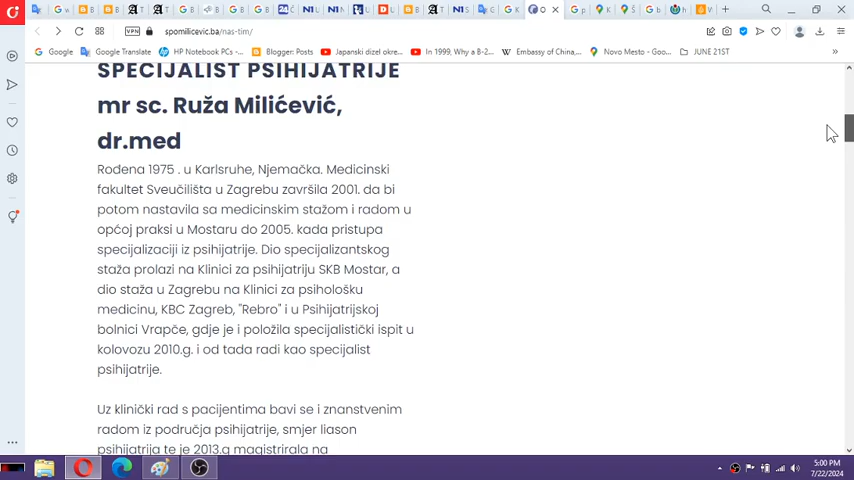 W
B
B
A
T
B
B
24
N1
N
U
D
U
B
A
T
N1
S
O
g
b
h
W
VPN
spomilicevic.ba/nas-tim/
Google
Google Translate
HP Notebook PCs -...
Blogger: Posts
Japanski dizel okre...
In 1999, Why a B-2...
Embassy of China,...
Novo Mesto - Goo...
JUNE 21ST
SPECIJALIST PSIHIJATRIJE
mr sc. Ruža Milićević,
dr.med
Rođena 1975 . u Karlsruhe, Njemačka. Medicinski
fakultet Sveučilišta u Zagrebu završila 2001. da bi
potom nastavila sa medicinskim stažom i radom u
općoj praksi u Mostaru do 2005. kada pristupa
specijalizaciji iz psihijatrije. Dio specijalizantskog
staža prolazi na Klinici za psihijatriju SKB Mostar, a
dio staža u Zagrebu na Klinici za psihološku
medicinu, KBC Zagreb, "Rebro" i u Psihijatrijskoj
bolnici Vrapče, gdje je i položila specijalistički ispit u
kolovozu 2010.g. i od tada radi kao specijalist
psihijatrije.
Uz klinički rad s pacijentima bavi se i znanstvenim
radom iz područja psihijatrije, smjer liason
psihijatrija te je 2013.g magistrirala na
5:00 PM
7/22/2024